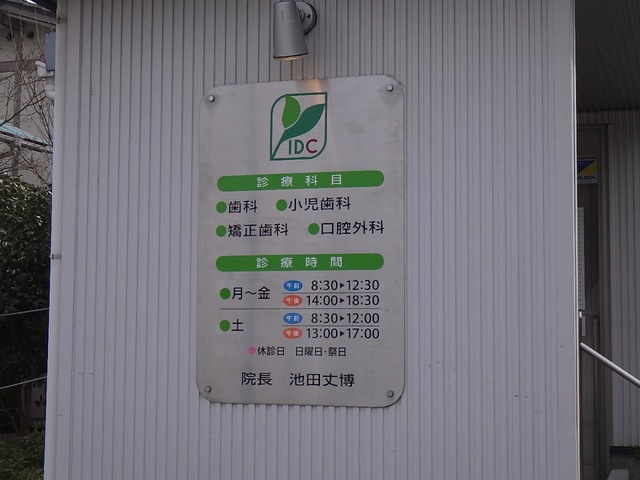 IDC
診療科目
●歯科 ●小児歯科
●矯正歯科 ●口腔外科
診療時間
●月～金 午前 8:30▶12:30
午後 14:00▶18:30
●土 午前 8:30▶12:00
午後 13:00▶17:00
●休診日 日曜日・祭日
院長 池田丈博